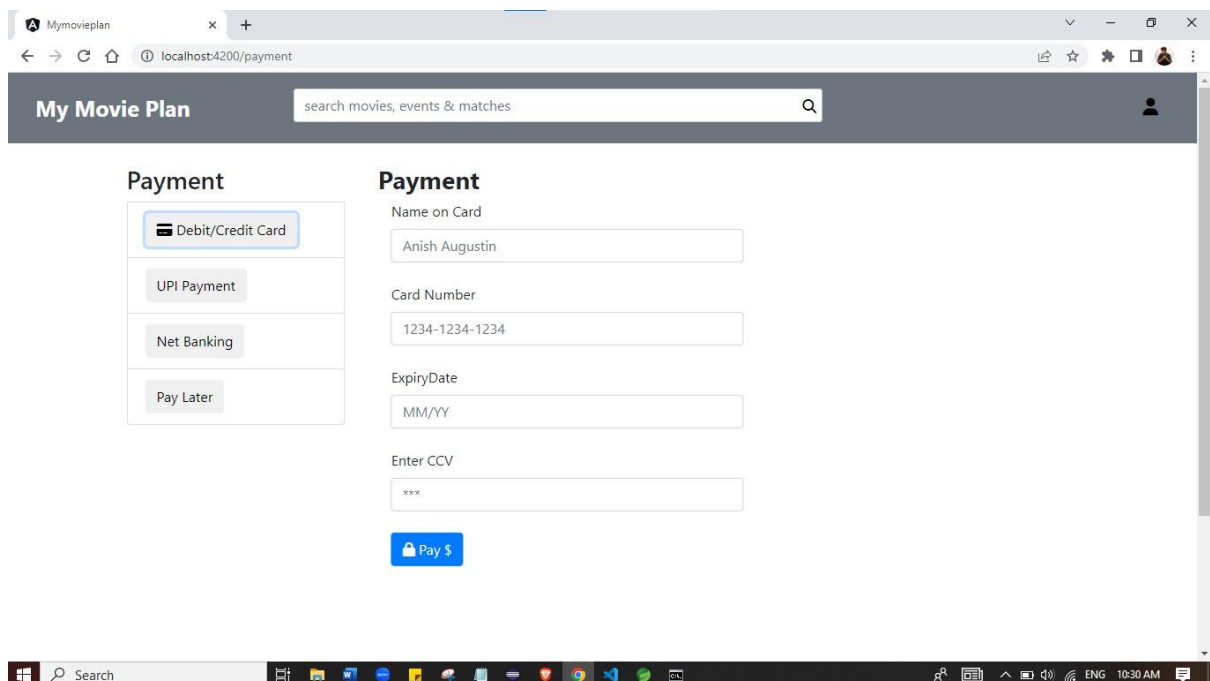 Mymovieplan
localhost:4200/payment
My Movie Plan
search movies, events & matches
Payment
Debit/Credit Card
UPI Payment
Net Banking
Pay Later
Payment
Name on Card
Anish Augustin
Card Number
1234-1234-1234
ExpiryDate
MM/YY
Enter CCV
***
Pay $
Search
ENG 10:30 AM